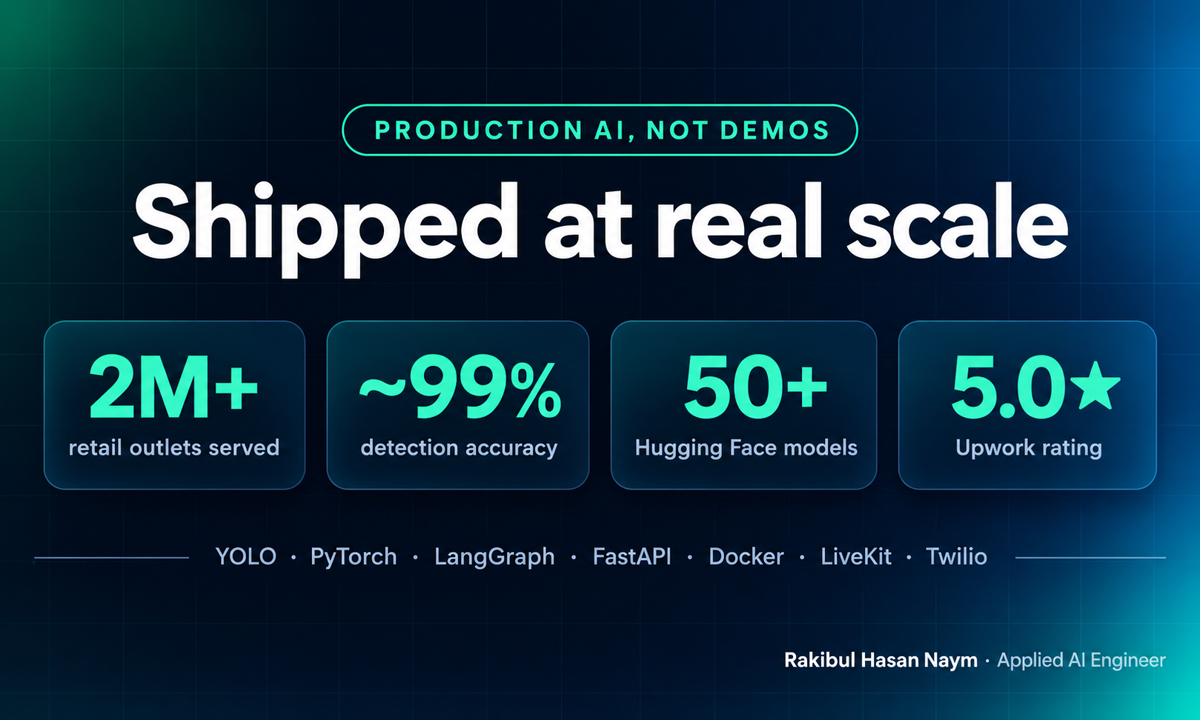 PRODUCTION AI, NOT DEMOS
Shipped at real scale
2M+
retail outlets served
~99%
detection accuracy
50+
Hugging Face models
5.0★
Upwork rating
YOLO · PyTorch · LangGraph · FastAPI · Docker · LiveKit · Twilio
Rakibul Hasan Naym · Applied AI Engineer